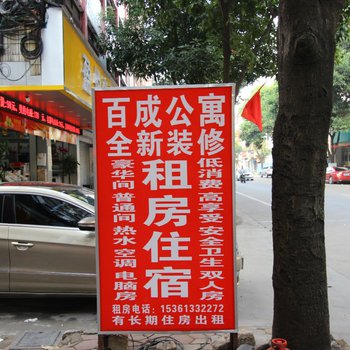 百成公寓
全新装修
租房住宿
豪华间 普通间 热水 空调 电脑房
低消费 高享受 安全卫生 双人房
租房电话：15361333272
有长期住房出租